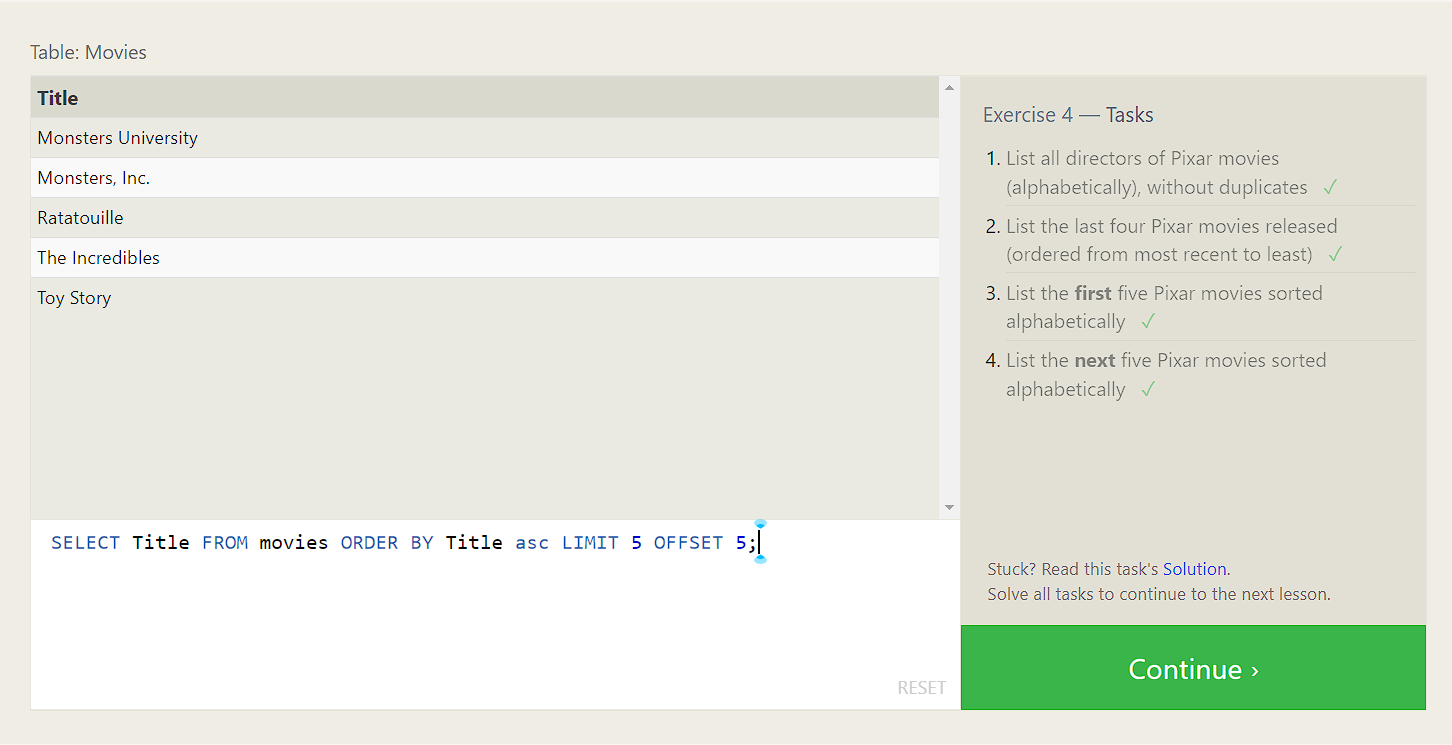 Table: Movies
Title
Monsters University
Monsters, Inc.
Ratatouille
The Incredibles
Toy Story
SELECT Title FROM movies ORDER BY Title asc LIMIT 5 OFFSET 5;
RESET
Exercise 4 — Tasks
1. List all directors of Pixar movies
(alphabetically), without duplicates ✓
2. List the last four Pixar movies released
(ordered from most recent to least) ✓
3. List the first five Pixar movies sorted
alphabetically ✓
4. List the next five Pixar movies sorted
alphabetically ✓
Stuck? Read this task's Solution.
Solve all tasks to continue to the next lesson.
Continue ›